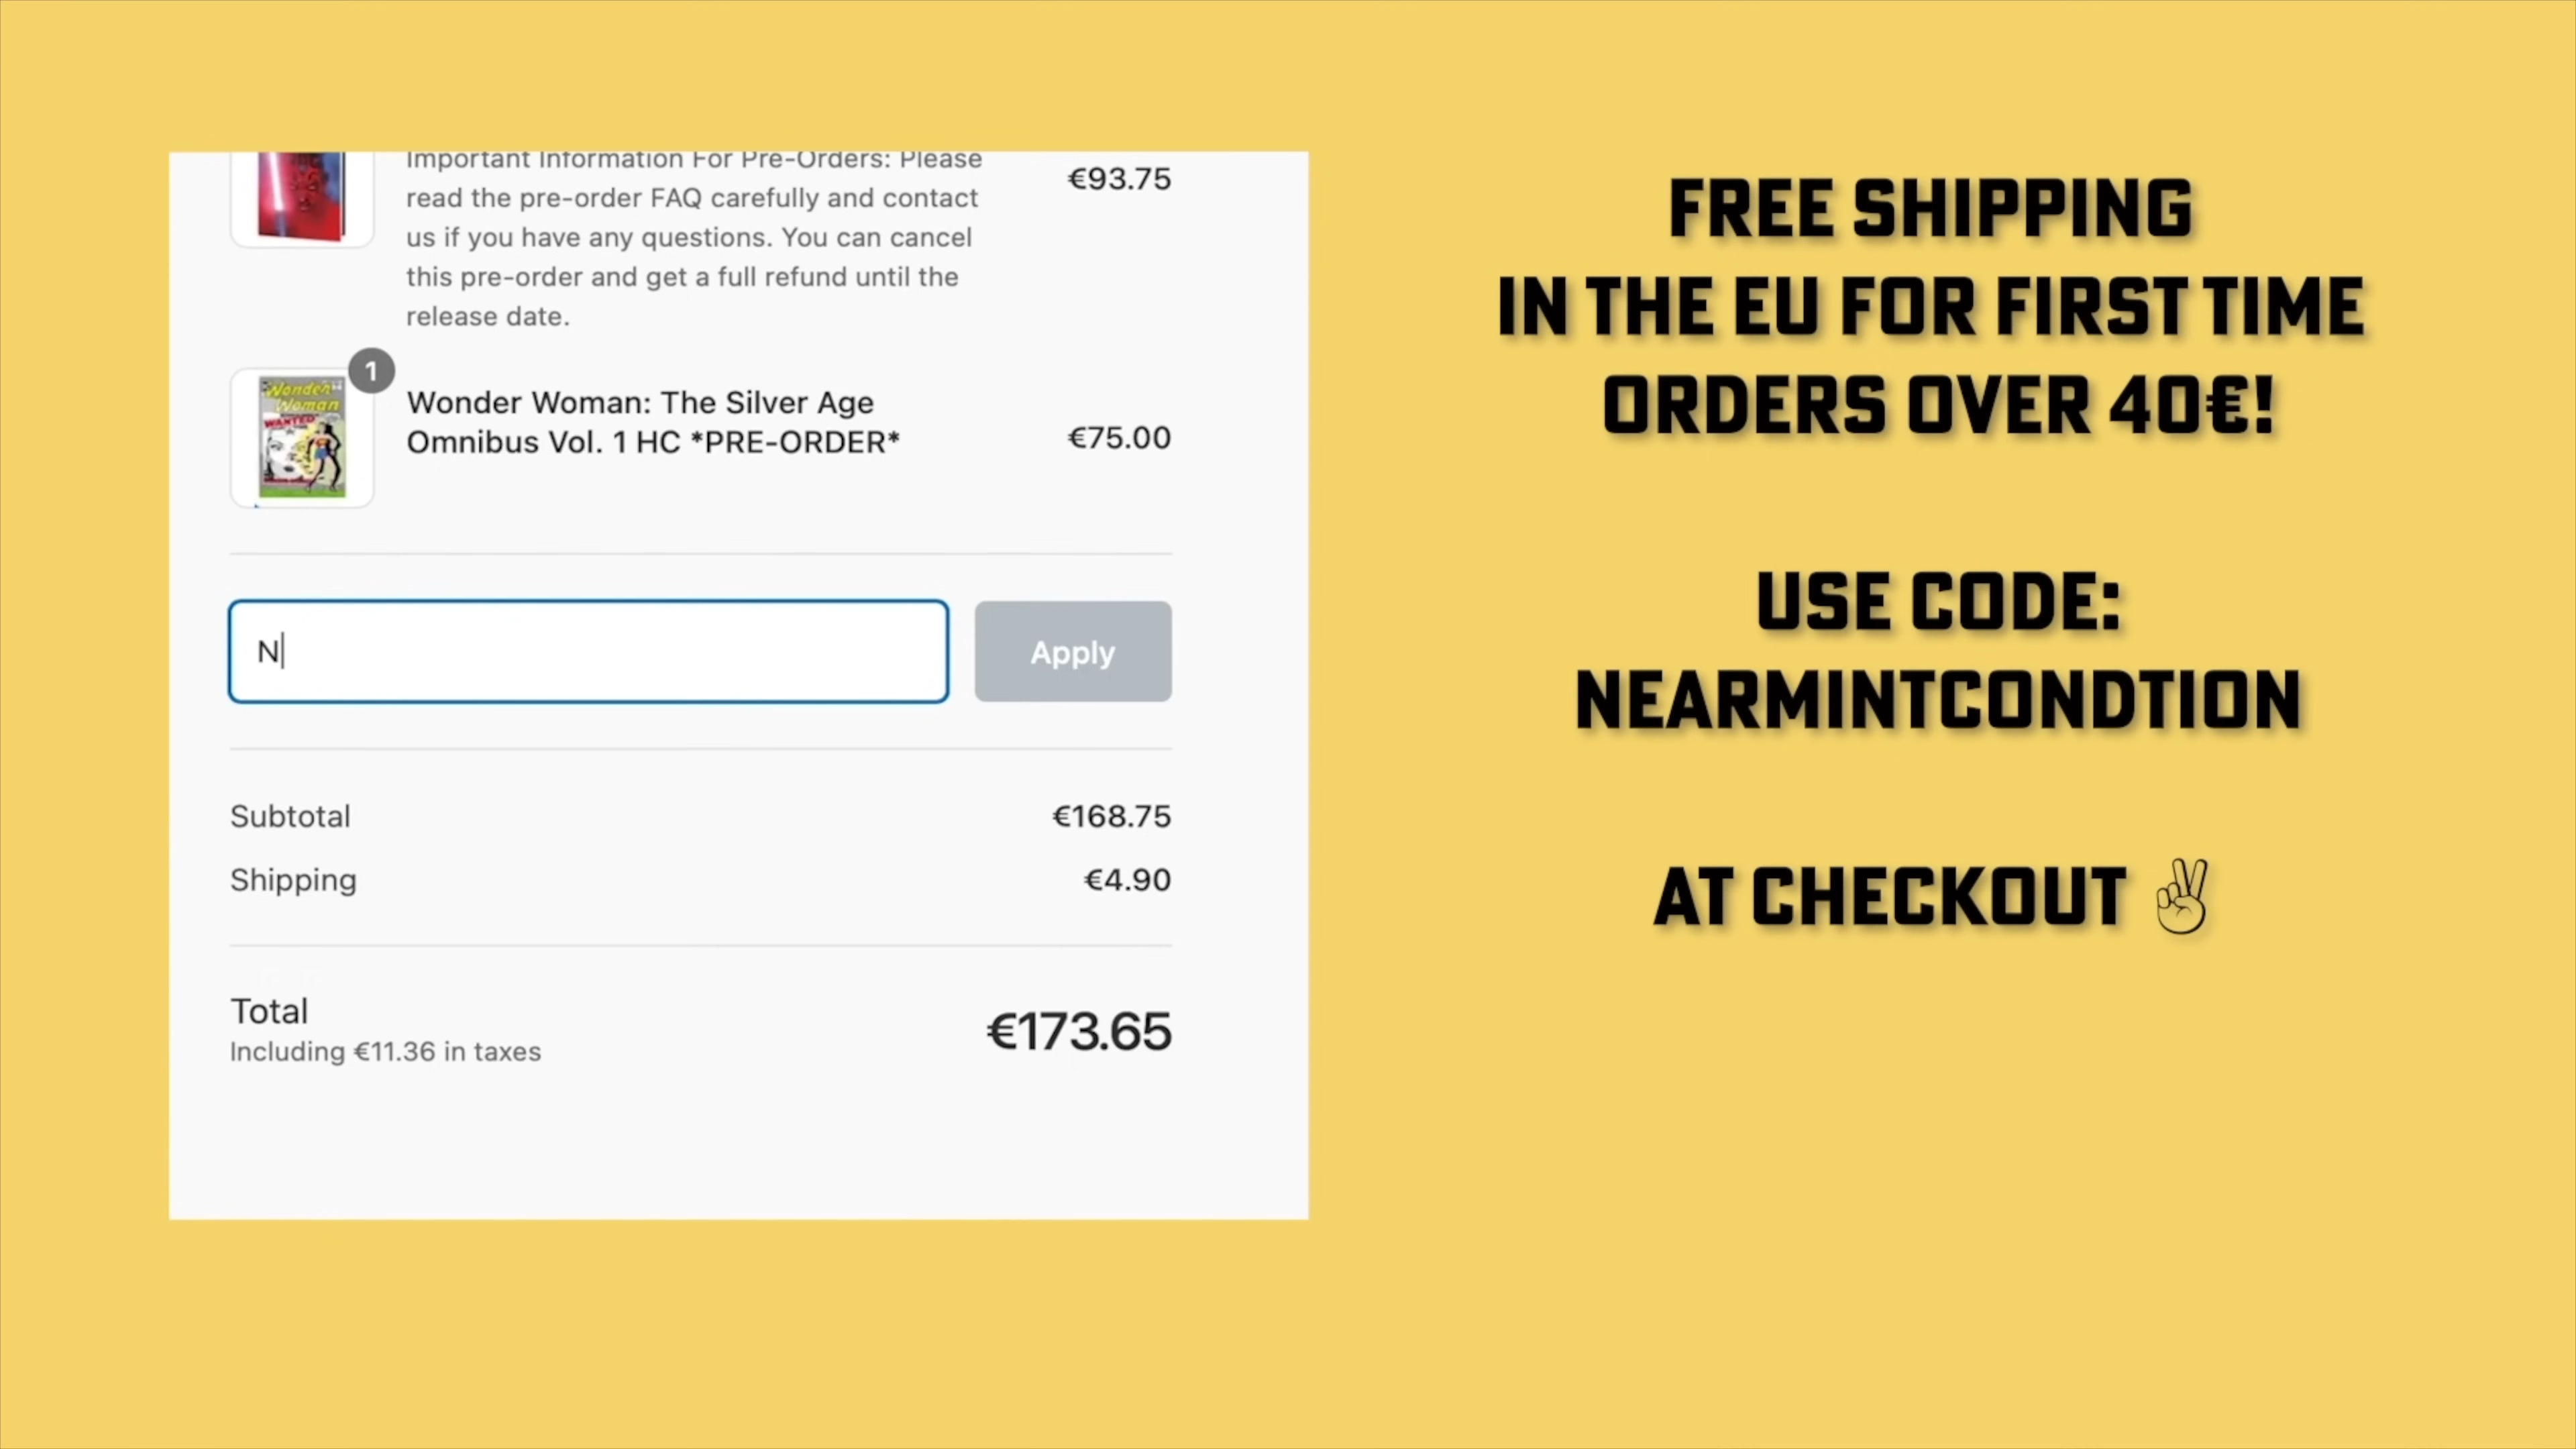 Important Information For Pre-Orders: Please
read the pre-order FAQ carefully and contact
us if you have any questions. You can cancel
this pre-order and get a full refund until the
release date.
€93.75
1
Wonder Woman
WANTED
Wonder Woman: The Silver Age
Omnibus Vol. 1 HC *PRE-ORDER*
€75.00
N
Apply
Subtotal
€168.75
Shipping
€4.90
Total
Including €11.36 in taxes
€173.65
FREE SHIPPING
IN THE EU FOR FIRST TIME
ORDERS OVER 40€!
USE CODE:
NEARMINTCONDTION
AT CHECKOUT ✌